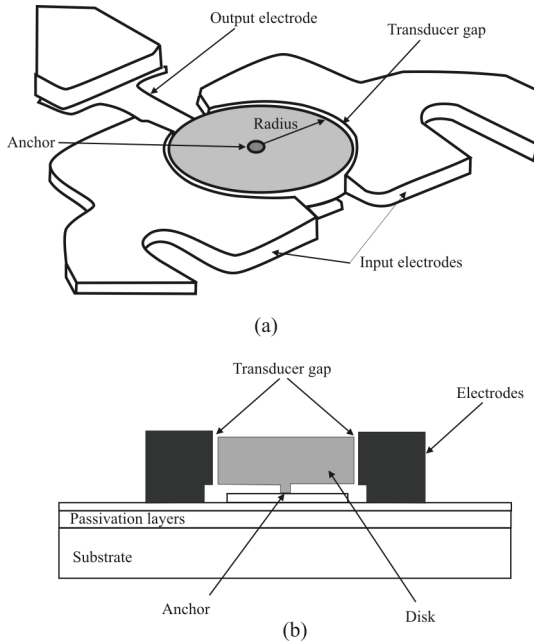 Output electrode
Transducer gap
Radius
Anchor
Input electrodes
(a)
Transducer gap
Electrodes
Passivation layers
Substrate
Anchor
Disk
(b)